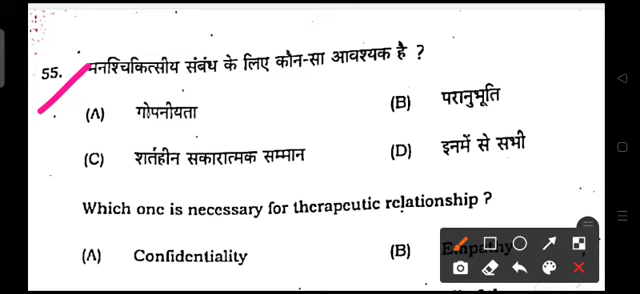 55. मनश्चिकित्सीय संबंध के लिए कौन-सा आवश्यक है ?
(A) गोपनीयता (B) परानुभूति
(C) शर्तहीन सकारात्मक सम्मान (D) इनमें से सभी
Which one is necessary for therapeutic relationship ?
(A) Confidentiality (B) Empathy